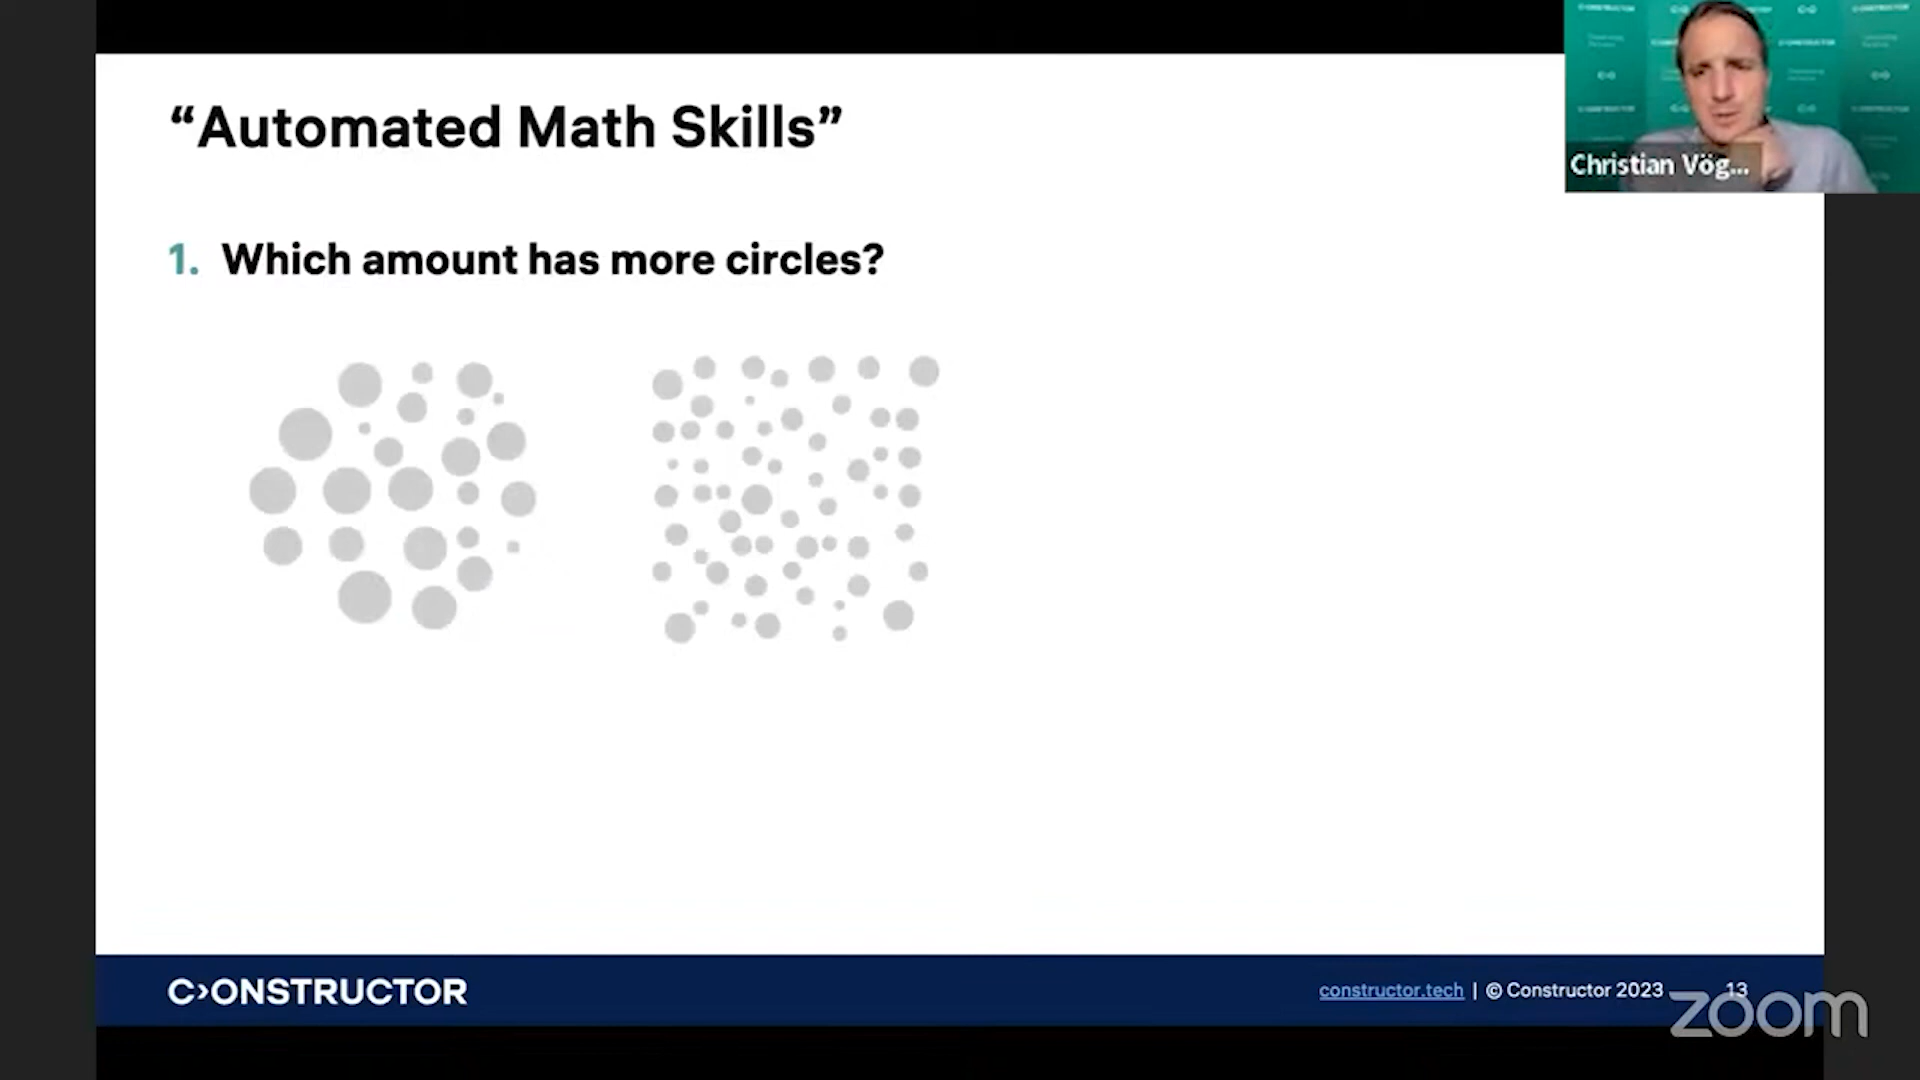 “Automated Math Skills”
Christian Vög...
1. Which amount has more circles?
C›ONSTRUCTOR
constructor.tech | © Constructor 2023
13
zoom